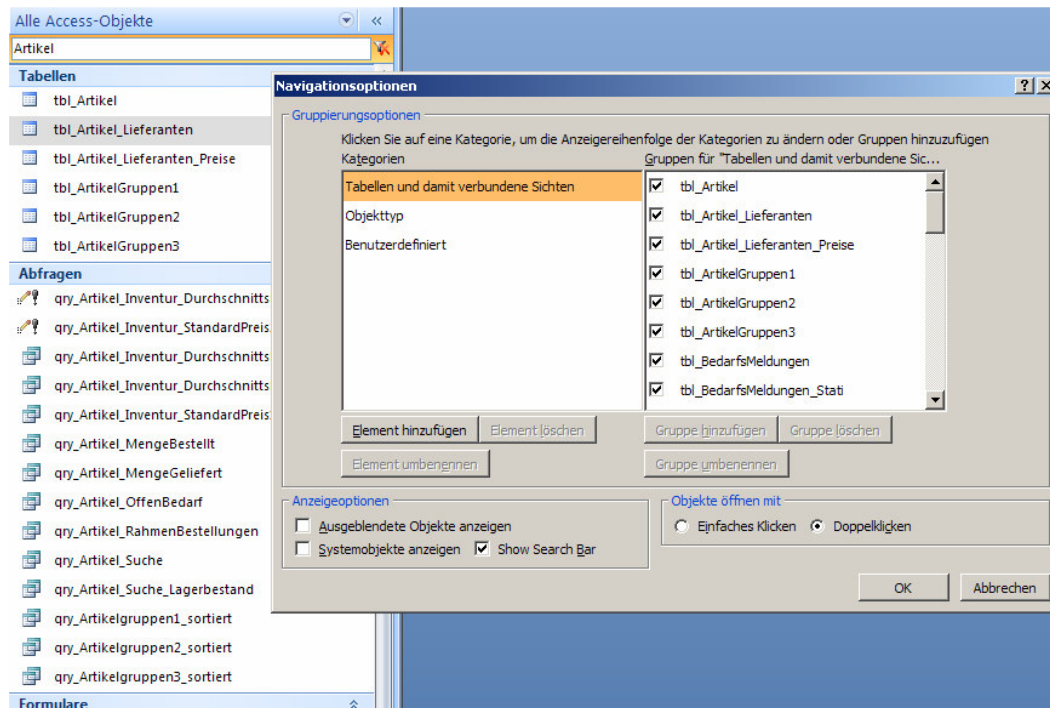 Alle Access-Objekte
Artikel
Tabellen
tbl_Artikel
tbl_Artikel_Lieferanten
tbl_Artikel_Lieferanten_Preise
tbl_ArtikelGruppen1
tbl_ArtikelGruppen2
tbl_ArtikelGruppen3
Abfragen
qry_Artikel_Inventur_Durchschnitts
qry_Artikel_Inventur_StandardPreis
qry_Artikel_Inventur_Durchschnitts
qry_Artikel_Inventur_Durchschnitts
qry_Artikel_Inventur_StandardPreis
qry_Artikel_MengeBestellt
qry_Artikel_MengeGeliefert
qry_Artikel_OffenBedarf
qry_Artikel_RahmenBestellungen
qry_Artikel_Suche
qry_Artikel_Suche_Lagerbestand
qry_Artikelgruppen1_sortiert
qry_Artikelgruppen2_sortiert
qry_Artikelgruppen3_sortiert
Formulare
Navigationsoptionen
Gruppierungsoptionen
Klicken Sie auf eine Kategorie, um die Anzeigereihenfolge der Kategorien zu ändern oder Gruppen hinzuzufügen
Kategorien
Tabellen und damit verbundene Sichten
Objekttyp
Benutzerdefiniert
Gruppen für "Tabellen und damit verbundene Sic...
tbl_Artikel
tbl_Artikel_Lieferanten
tbl_Artikel_Lieferanten_Preise
tbl_ArtikelGruppen1
tbl_ArtikelGruppen2
tbl_ArtikelGruppen3
tbl_BedarfsMeldungen
tbl_BedarfsMeldungen_Stati
Element hinzufügen Element löschen
Element umbenennen
Gruppe hinzufügen Gruppe löschen
Gruppe umbenennen
Anzeigeoptionen
Ausgeblendete Objekte anzeigen
Systemobjekte anzeigen Show Search Bar
Objekte öffnen mit
Einfaches Klicken Doppelklicken
OK Abbrechen